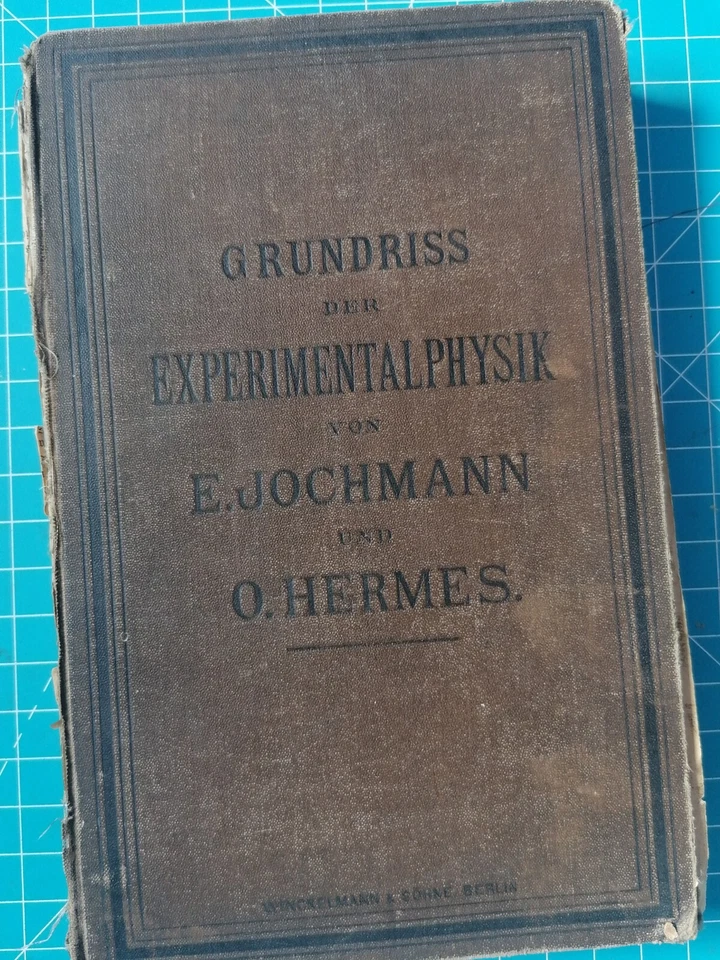 GRUNDRISS
DER
EXPERIMENTALPHYSIK
VON
E. JOCHMANN
UND
O. HERMES.
WINCKELMANN & SÖHNE, BERLIN